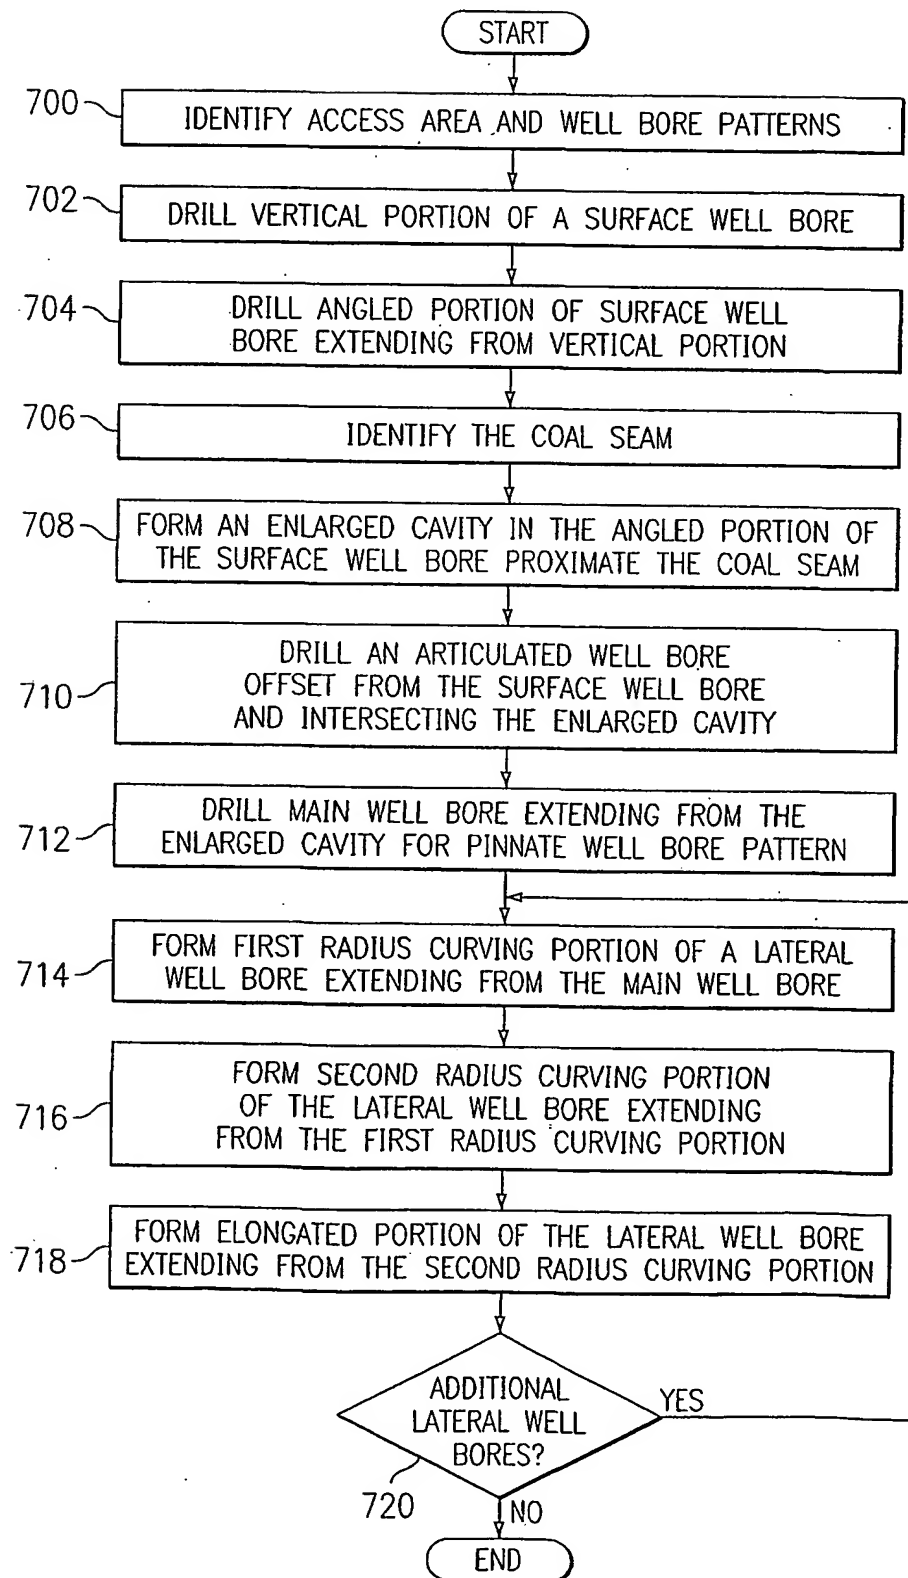 START
700
IDENTIFY ACCESS AREA AND WELL BORE PATTERNS
702
DRILL VERTICAL PORTION OF A SURFACE WELL BORE
704
DRILL ANGLED PORTION OF SURFACE WELL
BORE EXTENDING FROM VERTICAL PORTION
706
IDENTIFY THE COAL SEAM
708
FORM AN ENLARGED CAVITY IN THE ANGLED PORTION OF
THE SURFACE WELL BORE PROXIMATE THE COAL SEAM
710
DRILL AN ARTICULATED WELL BORE
OFFSET FROM THE SURFACE WELL BORE
AND INTERSECTING THE ENLARGED CAVITY
712
DRILL MAIN WELL BORE EXTENDING FROM THE
ENLARGED CAVITY FOR PINNATE WELL BORE PATTERN
714
FORM FIRST RADIUS CURVING PORTION OF A LATERAL
WELL BORE EXTENDING FROM THE MAIN WELL BORE
716
FORM SECOND RADIUS CURVING PORTION
OF THE LATERAL WELL BORE EXTENDING
FROM THE FIRST RADIUS CURVING PORTION
718
FORM ELONGATED PORTION OF THE LATERAL WELL BORE
EXTENDING FROM THE SECOND RADIUS CURVING PORTION
ADDITIONAL
LATERAL WELL
BORES?
YES
720
NO
END